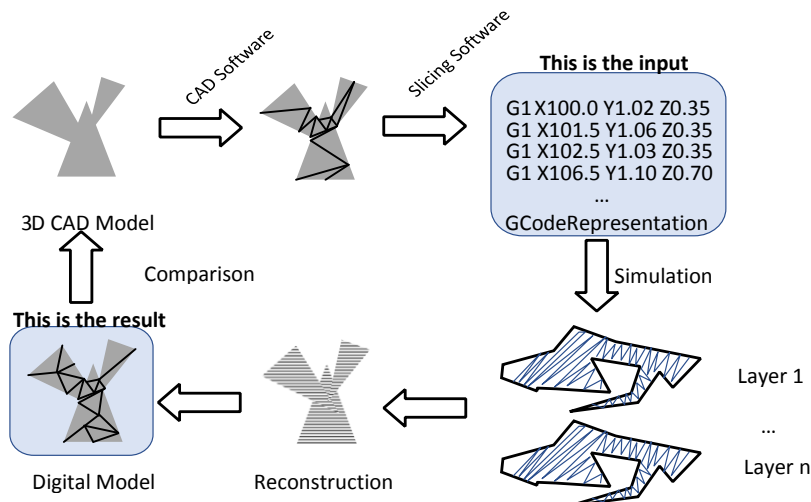 CAD Software
Slicing Software
This is the input
G1 X100.0 Y1.02 Z0.35
G1 X101.5 Y1.06 Z0.35
G1 X102.5 Y1.03 Z0.35
G1 X106.5 Y1.10 Z0.70
...
GCodeRepresentation
3D CAD Model
Comparison
Simulation
This is the result
Layer 1
...
Layer n
Digital Model
Reconstruction